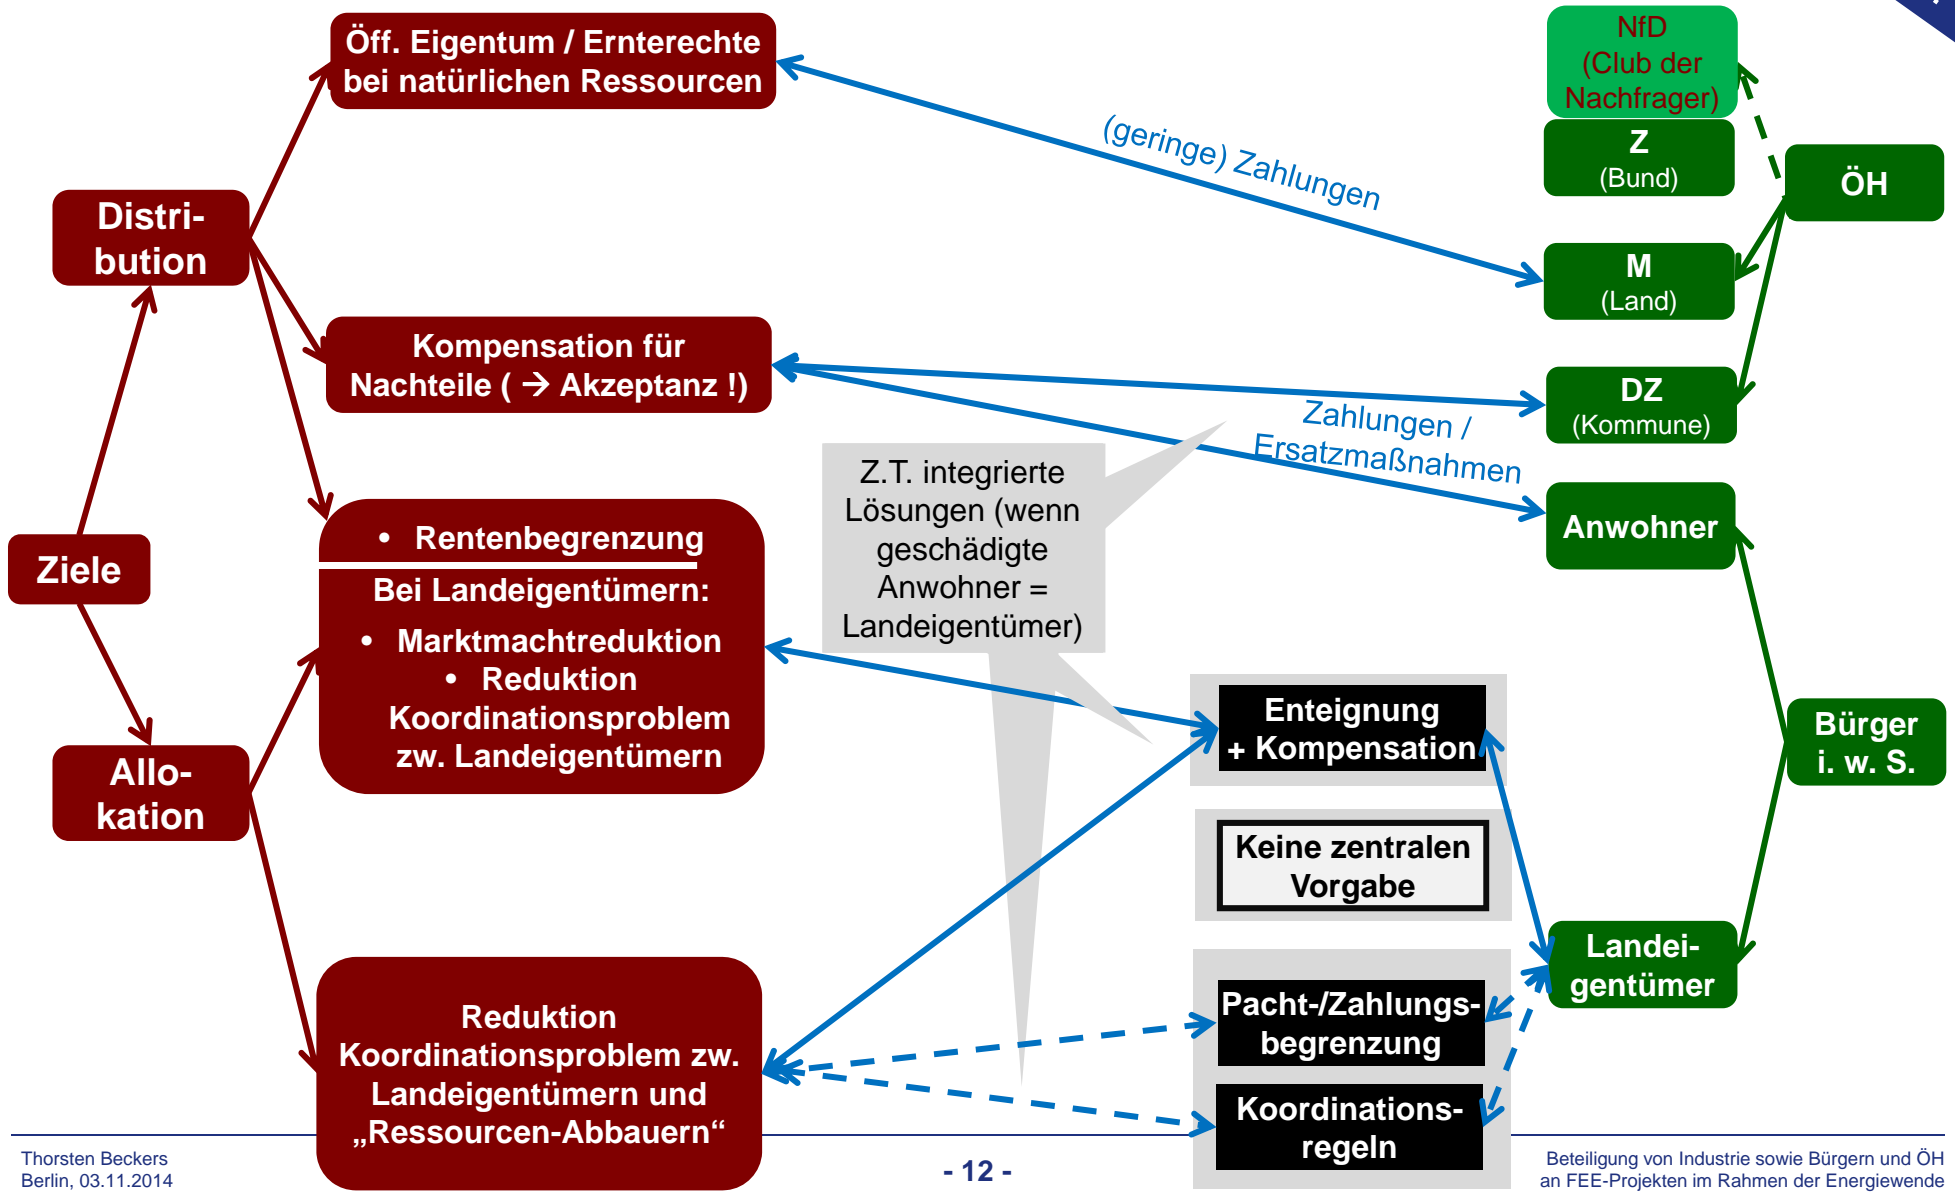 Öff. Eigentum / Ernterechte
bei natürlichen Ressourcen
NfD
(Club der
Nachfrager)
Z
(Bund)
ÖH
(geringe) Zahlungen
Distri-
bution
M
(Land)
Kompensation für
Nachteile ( → Akzeptanz !)
DZ
(Kommune)
Zahlungen /
Ersatzmaßnahmen
Z.T. integrierte
Lösungen (wenn
geschädigte
Anwohner =
Landeigentümer)
Anwohner
Ziele
• Rentenbegrenzung
Bei Landeigentümern:
• Marktmachtreduktion
• Reduktion
Koordinationsproblem
zw. Landeigentümern
Enteignung
+ Kompensation
Bürger
i. w. S.
Allo-
kation
Keine zentralen
Vorgabe
Landei-
gentümer
Pacht-/Zahlungs-
begrenzung
Reduktion
Koordinationsproblem zw.
Landeigentümern und
„Ressourcen-Abbauern“
Koordinations-
regeln
Thorsten Beckers
Berlin, 03.11.2014
- 12 -
Beteiligung von Industrie sowie Bürgern und ÖH
an FEE-Projekten im Rahmen der Energiewende